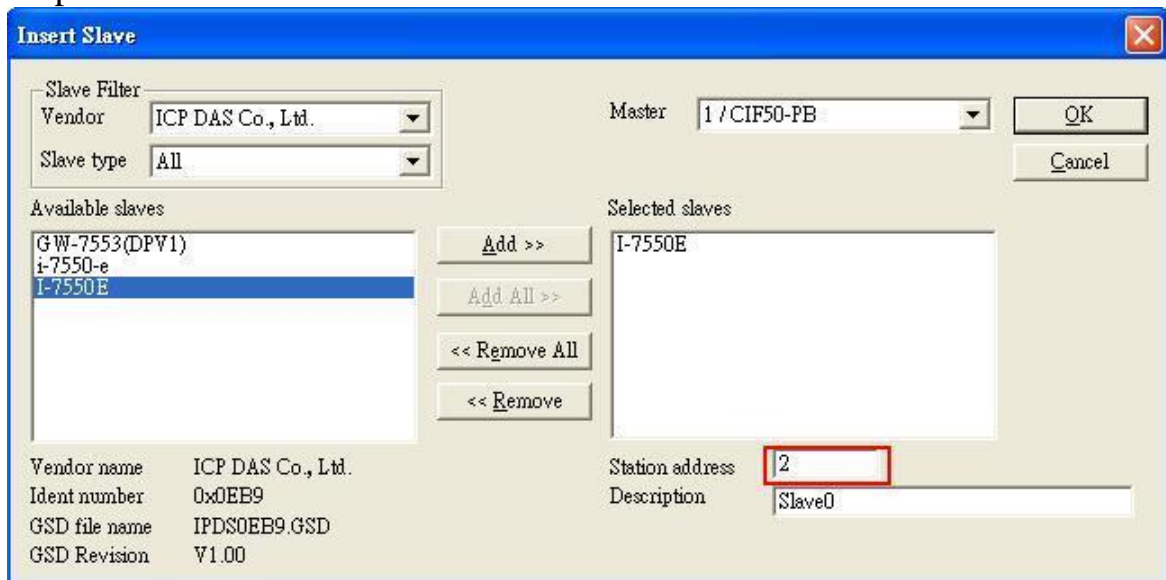 Insert Slave
Slave Filter
Vendor ICP DAS Co., Ltd.
Slave type All
Master 1 / CIF50-PB
OK
Cancel
Available slaves
GW-7553(DPV1)
i-7550-e
I-7550E
Add >>
Add All >>
<< Remove All
<< Remove
Selected slaves
I-7550E
Vendor name ICP DAS Co., Ltd.
Ident number 0x0EB9
GSD file name IPDS0EB9.GSD
GSD Revision V1.00
Station address 2
Description Slave0